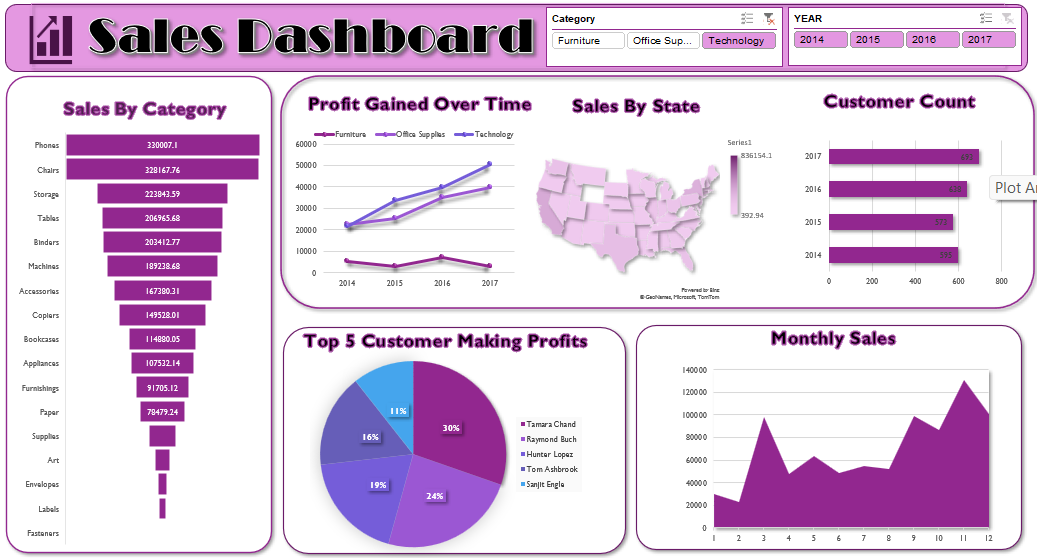 Sales Dashboard
Category
Furniture
Office Sup...
Technology
YEAR
2014
2015
2016
2017
Sales By Category
Phones 330007.1
Chairs 328167.76
Storage 223843.59
Tables 206965.68
Binders 203412.77
Machines 189238.68
Accessories 167380.31
Copiers 149528.01
Bookcases 114880.05
Appliances 107532.14
Furnishings 91705.12
Paper 78479.24
Supplies
Art
Envelopes
Labels
Fasteners
Profit Gained Over Time
Furniture Office Supplies Technology
60000
50000
40000
30000
20000
10000
0
2014 2015 2016 2017
Sales By State
Series1
836154.1
392.94
Powered by Bing
© GeoNames, Microsoft, TomTom
Customer Count
2017 693
2016 638
2015 573
2014
0 200 400 600 800
Plot Ar
Top 5 Customer Making Profits
30%
24%
19%
16%
11%
Tamara Chand
Raymond Buch
Hunter Lopez
Tom Ashbrook
Sanjit Engle
Monthly Sales
140000
120000
100000
80000
60000
40000
20000
0
1 2 3 4 5 6 7 8 9 10 11 12